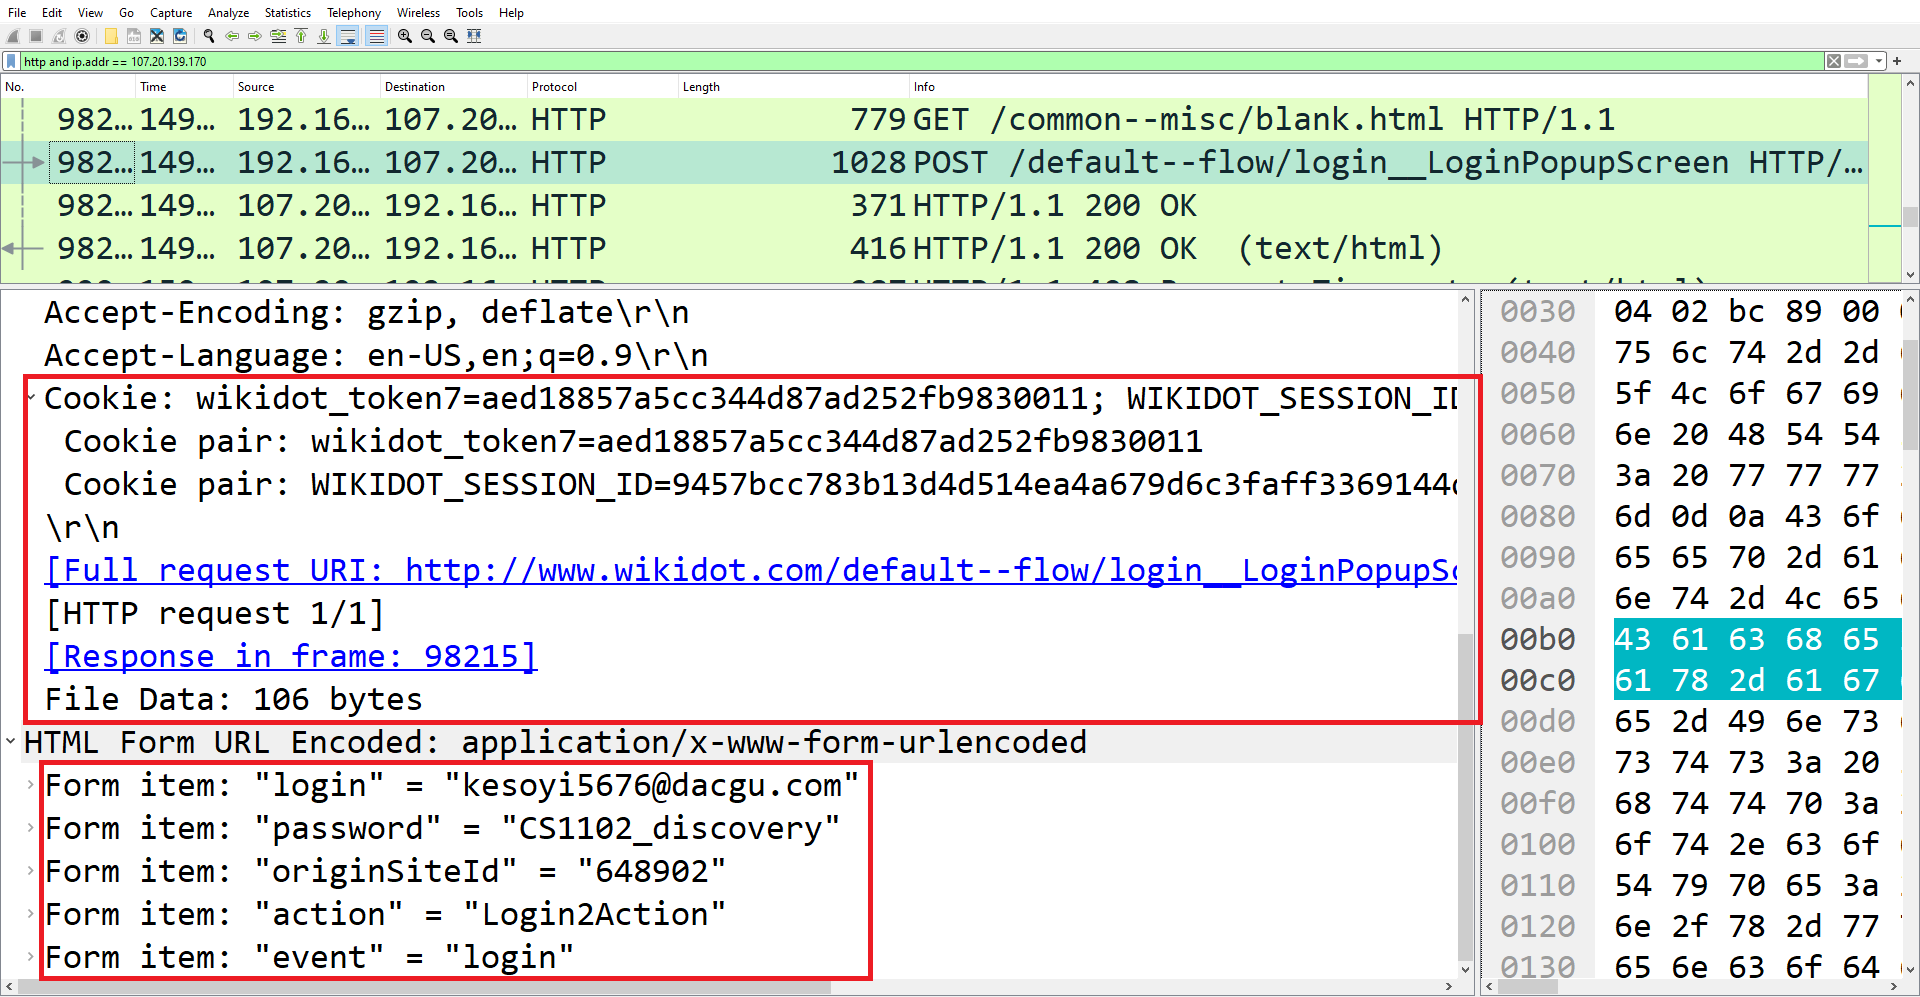 File Edit View Go Capture Analyze Statistics Telephony Wireless Tools Help
http and ip.addr == 107.20.139.170
No. Time Source Destination Protocol Length Info
982... 149... 192.16... 107.20... HTTP 779 GET /common--misc/blank.html HTTP/1.1
982... 149... 192.16... 107.20... HTTP 1028 POST /default--flow/login__LoginPopupScreen HTTP/...
982... 149... 107.20... 192.16... HTTP 371 HTTP/1.1 200 OK
982... 149... 107.20... 192.16... HTTP 416 HTTP/1.1 200 OK (text/html)
Accept-Encoding: gzip, deflate\r\n
Accept-Language: en-US,en;q=0.9\r\n
Cookie: wikidot_token7=aed18857a5cc344d87ad252fb9830011; WIKIDOT_SESSION_ID
Cookie pair: wikidot_token7=aed18857a5cc344d87ad252fb9830011
Cookie pair: WIKIDOT_SESSION_ID=9457bcc783b13d4d514ea4a679d6c3faff3369144
\r\n
[Full request URI: http://www.wikidot.com/default--flow/login__LoginPopupSc
[HTTP request 1/1]
[Response in frame: 98215]
File Data: 106 bytes
HTML Form URL Encoded: application/x-www-form-urlencoded
Form item: "login" = "kesoyi5676@dacgu.com"
Form item: "password" = "CS1102_discovery"
Form item: "originSiteId" = "648902"
Form item: "action" = "Login2Action"
Form item: "event" = "login"
0030 04 02 bc 89 00
0040 75 6c 74 2d 2d
0050 5f 4c 6f 67 69
0060 6e 20 48 54 54
0070 3a 20 77 77 77
0080 6d 0d 0a 43 6f
0090 65 65 70 2d 61
00a0 6e 74 2d 4c 65
00b0 43 61 63 68 65
00c0 61 78 2d 61 67
00d0 65 2d 49 6e 73
00e0 73 74 73 3a 20
00f0 68 74 74 70 3a
0100 6f 74 2e 63 6f
0110 54 79 70 65 3a
0120 6e 2f 78 2d 77
0130 65 6e 63 6f 64